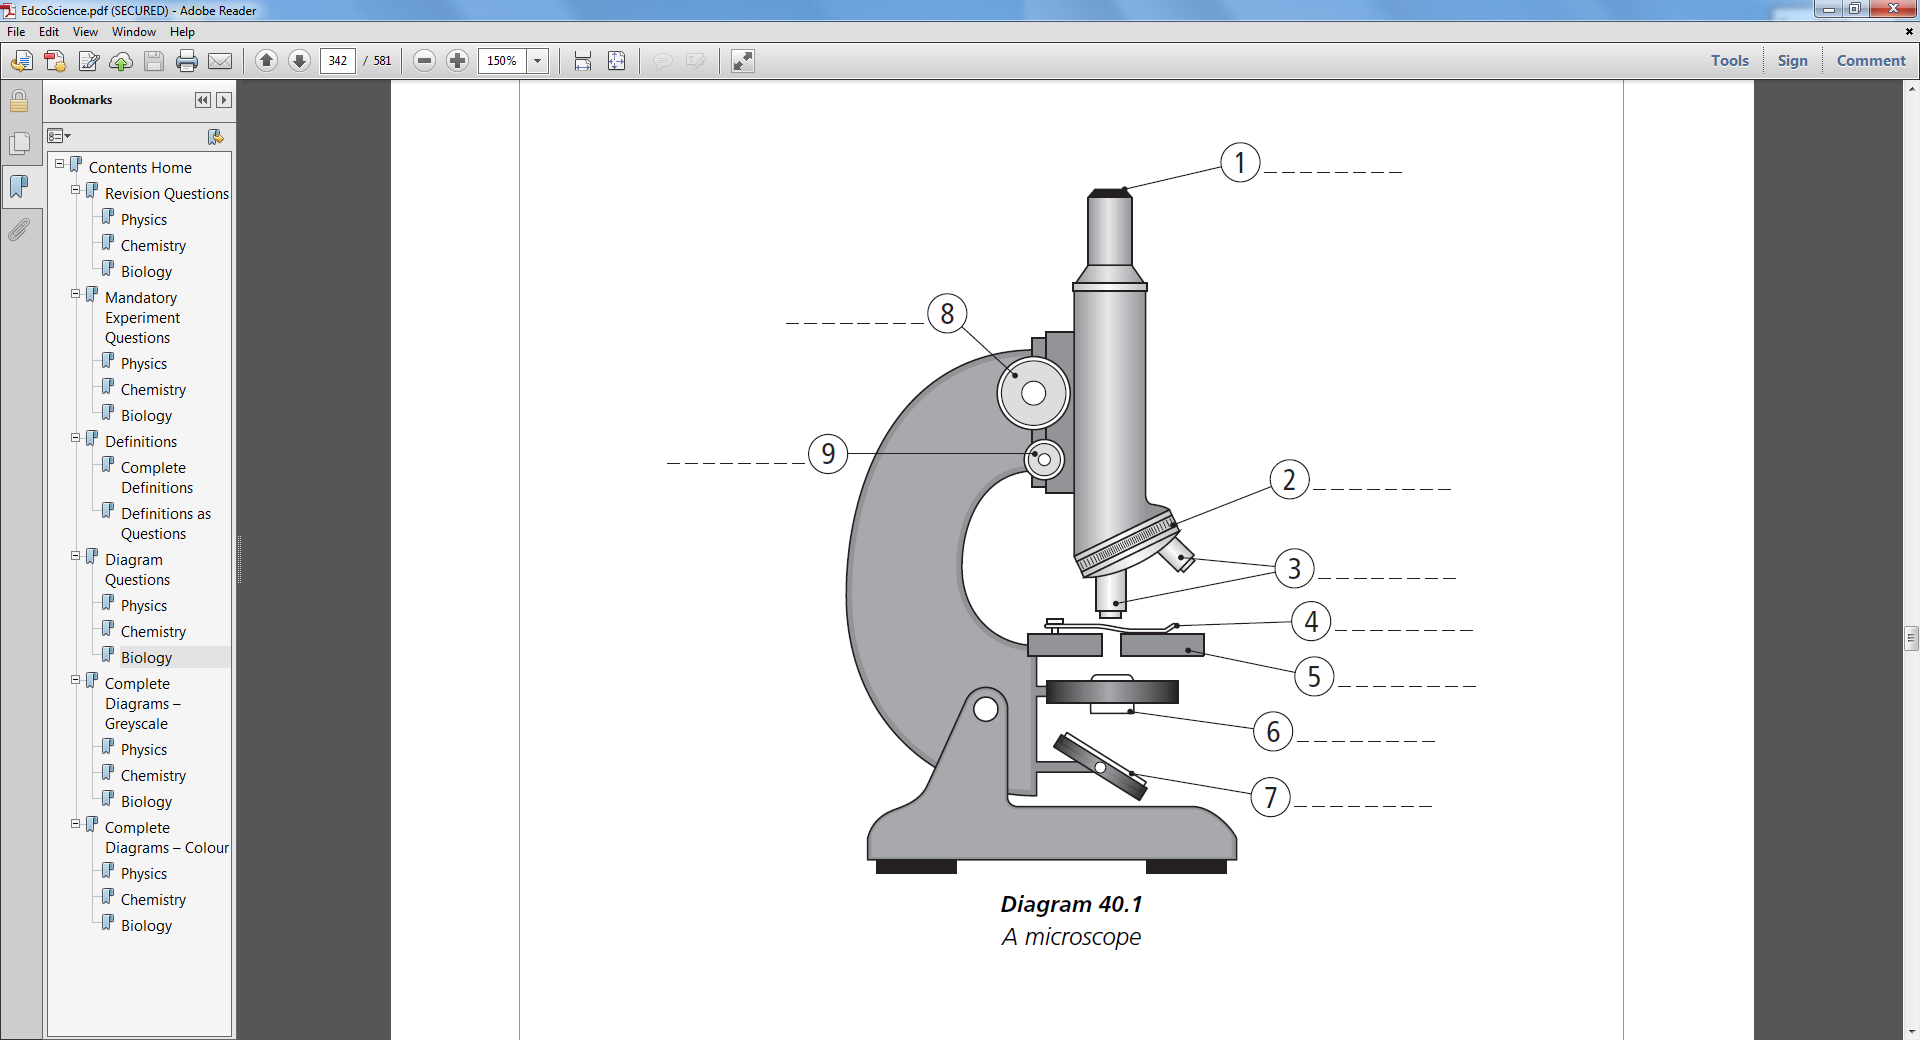 EdcoScience.pdf (SECURED) - Adobe Reader
File Edit View Window Help
342 / 581 150% Tools Sign Comment
Bookmarks
Contents Home
Revision Questions
Physics
Chemistry
Biology
Mandatory
Experiment
Questions
Physics
Chemistry
Biology
Definitions
Complete
Definitions
Definitions as
Questions
Diagram
Questions
Physics
Chemistry
Biology
Complete
Diagrams –
Greyscale
Physics
Chemistry
Biology
Complete
Diagrams – Colour
Physics
Chemistry
Biology
1
8
9
2
3
4
5
6
7
Diagram 40.1
A microscope